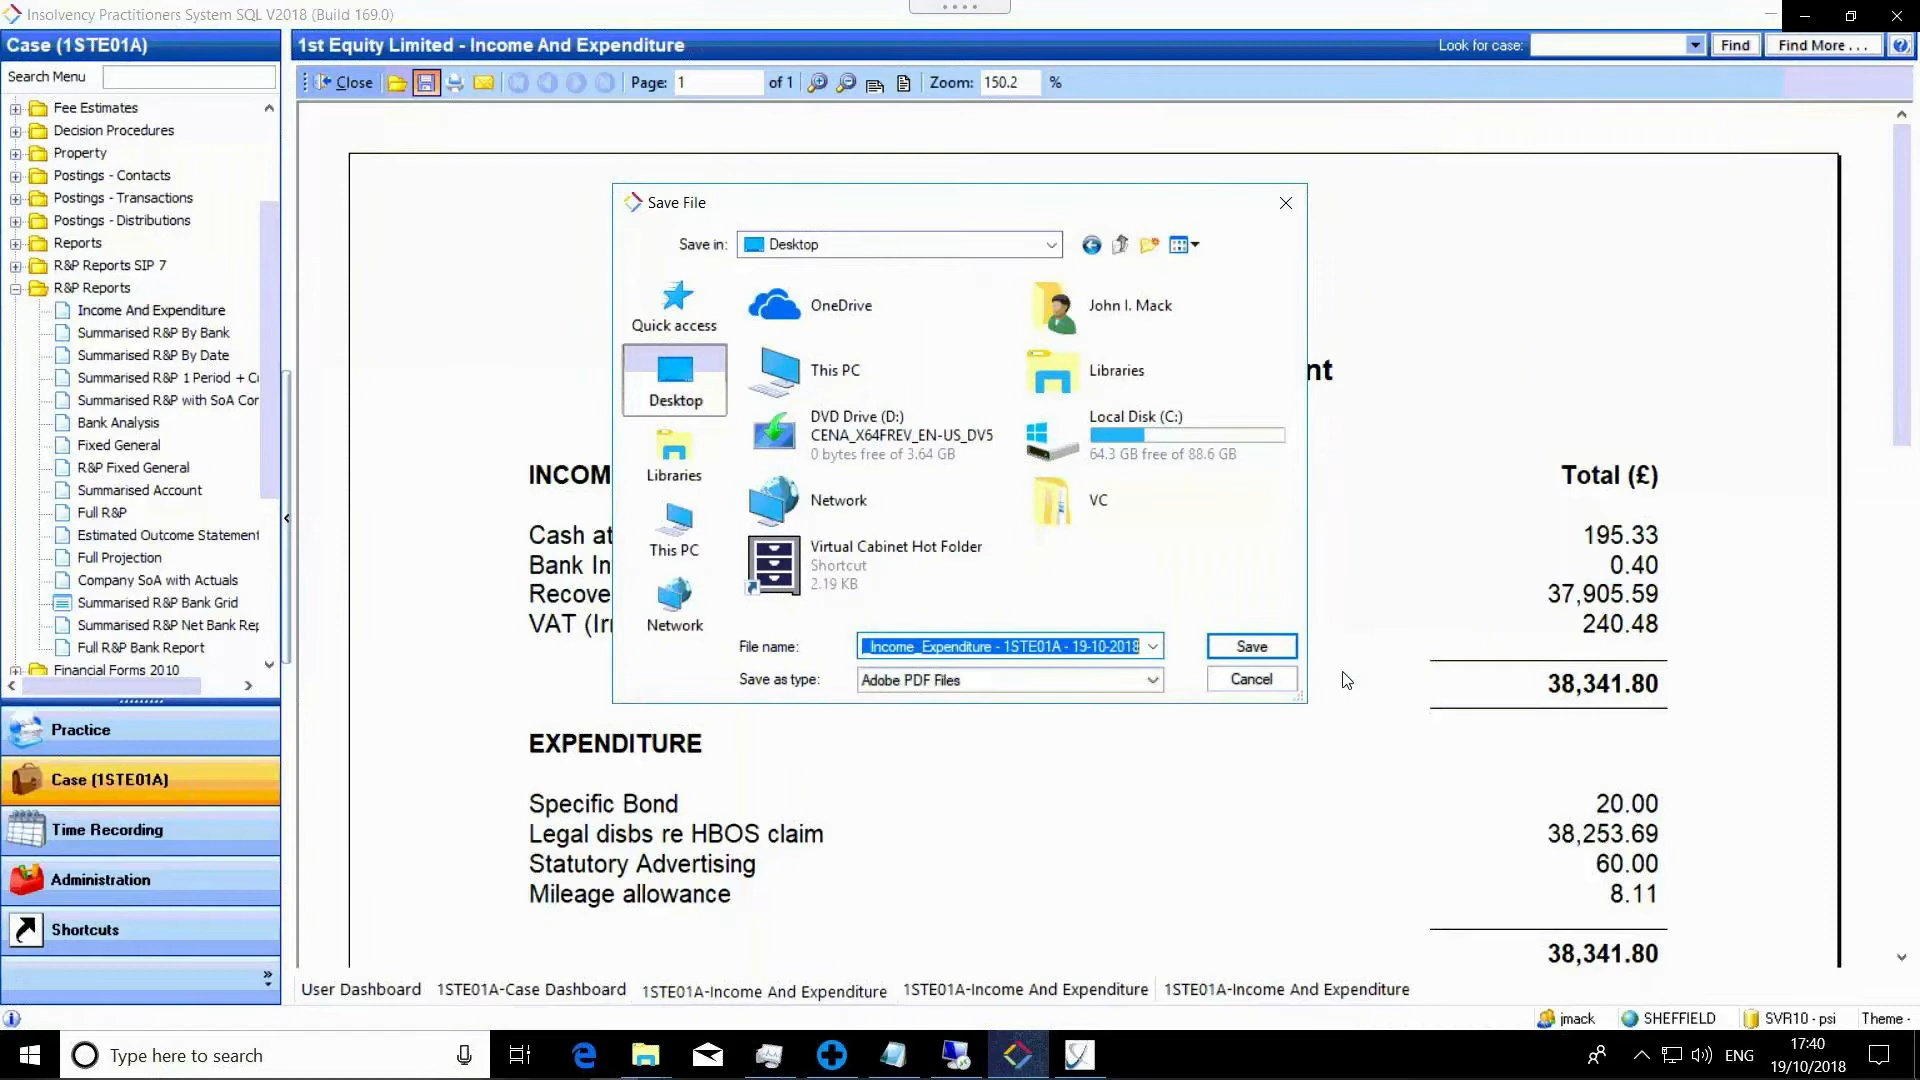 Insolvency Practitioners System SQL V2018 (Build 169.0)
Case (1STE01A)
1st Equity Limited - Income And Expenditure
Look for case:
Find
Find More . . .
Search Menu
Close
Page: 1 of 1
Zoom: 150.2 %
Fee Estimates
Decision Procedures
Property
Postings - Contacts
Postings - Transactions
Postings - Distributions
Reports
R&P Reports SIP 7
R&P Reports
Income And Expenditure
Summarised R&P By Bank
Summarised R&P By Date
Summarised R&P 1 Period +
Summarised R&P with SoA
Bank Analysis
Fixed General
R&P Fixed General
Summarised Account
Full R&P
Estimated Outcome Statement
Full Projection
Company SoA with Actuals
Summarised R&P Bank Grid
Summarised R&P Net Bank
Full R&P Bank Report
Financial Forms 2010
Practice
Case (1STE01A)
Time Recording
Administration
Shortcuts
Save File
Save in:
Desktop
Quick access
Desktop
Libraries
This PC
Network
OneDrive
John I. Mack
This PC
Libraries
DVD Drive (D:)
CENA_X64FREV_EN-US_DV5
0 bytes free of 3.64 GB
Local Disk (C:)
64.3 GB free of 88.6 GB
Network
VC
Virtual Cabinet Hot Folder
Shortcut
2.19 KB
File name:
_Income_Expenditure - 1STE01A - 19-10-2018
Save
Save as type:
Adobe PDF Files
Cancel
nt
INCOM
Total (£)
Cash at
195.33
Bank In
0.40
Recove
37,905.59
VAT (Irr
240.48
38,341.80
EXPENDITURE
Specific Bond
20.00
Legal disbs re HBOS claim
38,253.69
Statutory Advertising
60.00
Mileage allowance
8.11
38,341.80
User Dashboard
1STE01A-Case Dashboard
1STE01A-Income And Expenditure
1STE01A-Income And Expenditure
1STE01A-Income And Expenditure
jmack
SHEFFIELD
SVR10 - psi
Theme -
Type here to search
ENG
17:40
19/10/2018